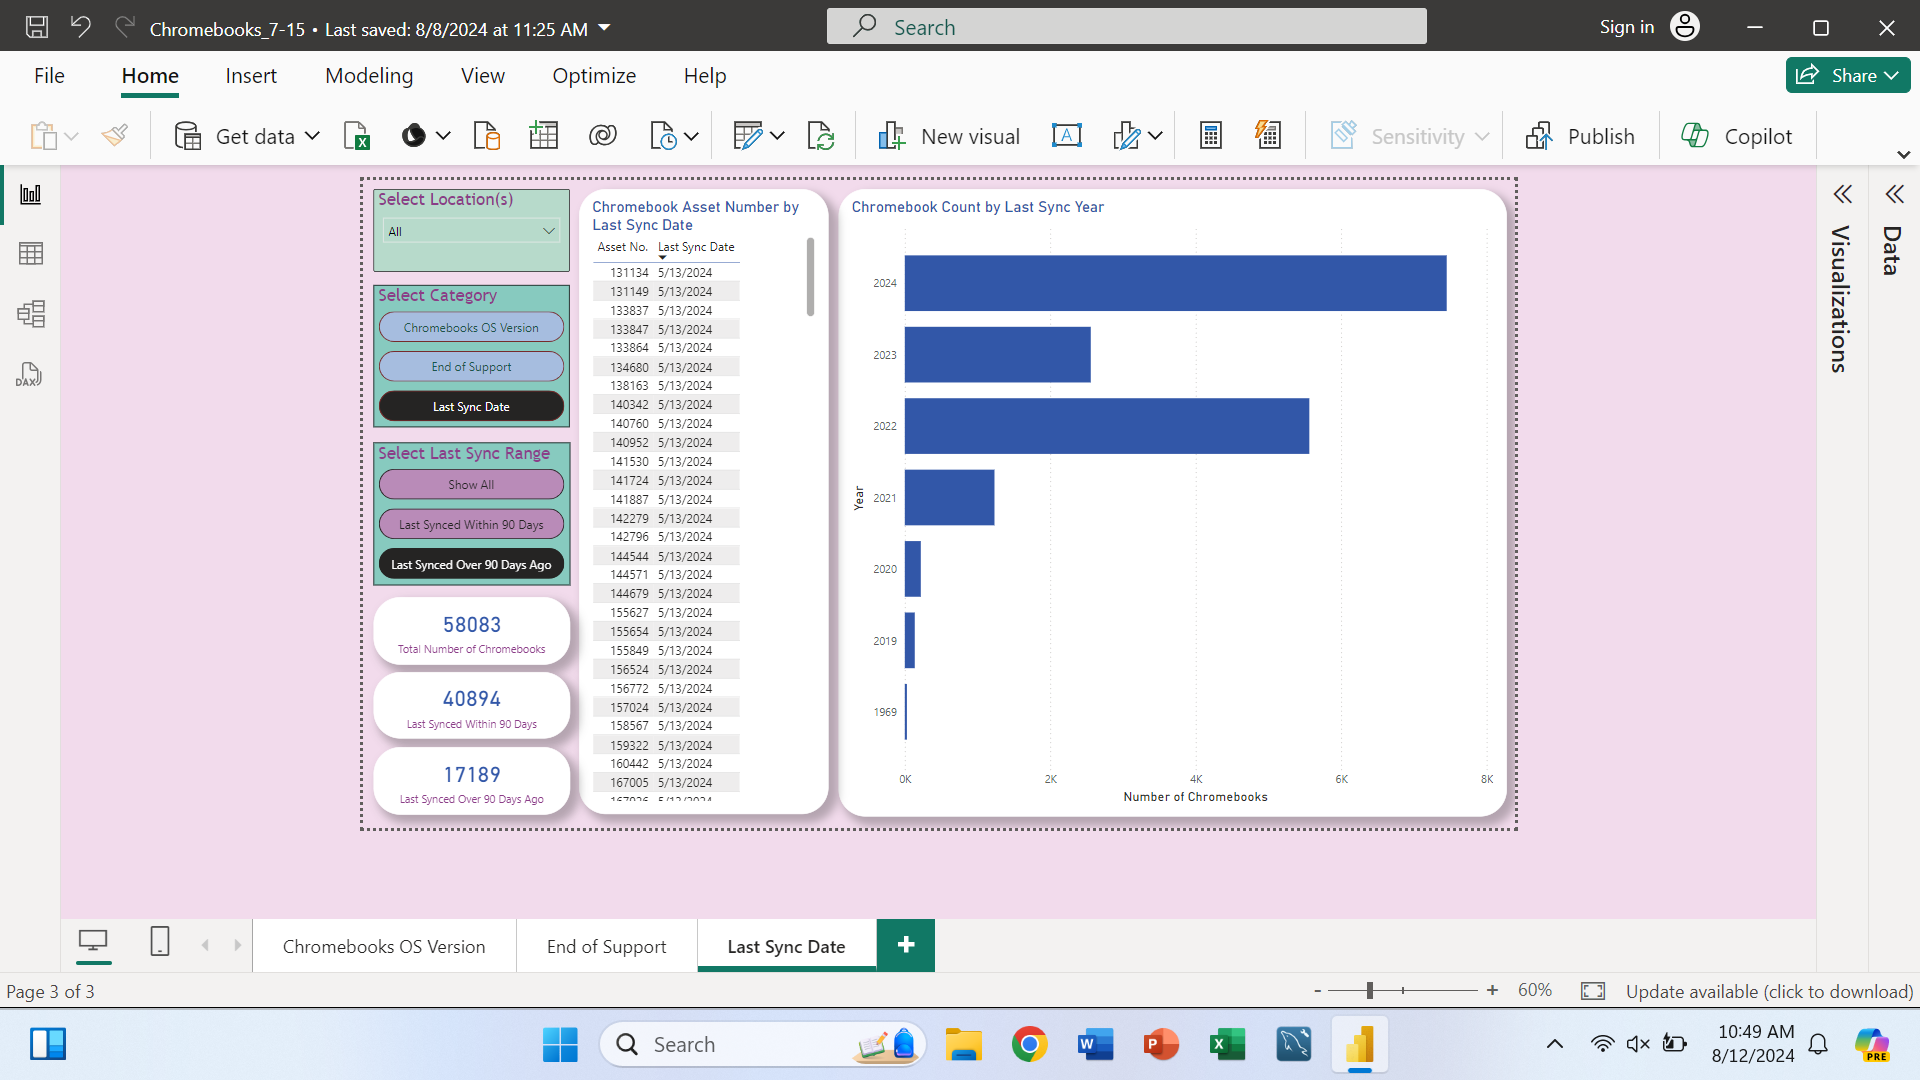 Chromebooks_7-15 • Last saved: 8/8/2024 at 11:25 AM
Search
Sign in
File
Home
Insert
Modeling
View
Optimize
Help
Share
Get data
New visual
Sensitivity
Publish
Copilot
Select Location(s)
All
Select Category
Chromebooks OS Version
End of Support
Last Sync Date
Select Last Sync Range
Show All
Last Synced Within 90 Days
Last Synced Over 90 Days Ago
58083
Total Number of Chromebooks
40894
Last Synced Within 90 Days
17189
Last Synced Over 90 Days Ago
Chromebook Asset Number by
Last Sync Date
Asset No. Last Sync Date
131134 5/13/2024
131149 5/13/2024
133837 5/13/2024
133847 5/13/2024
133864 5/13/2024
134680 5/13/2024
138163 5/13/2024
140342 5/13/2024
140760 5/13/2024
140952 5/13/2024
141530 5/13/2024
141724 5/13/2024
141887 5/13/2024
142279 5/13/2024
142796 5/13/2024
144544 5/13/2024
144571 5/13/2024
144679 5/13/2024
155627 5/13/2024
155654 5/13/2024
155849 5/13/2024
156524 5/13/2024
156772 5/13/2024
157024 5/13/2024
158567 5/13/2024
159322 5/13/2024
160442 5/13/2024
167005 5/13/2024
Chromebook Count by Last Sync Year
Year
2024
2023
2022
2021
2020
2019
1969
0K 2K 4K 6K 8K
Number of Chromebooks
Visualizations
Data
DAX
Chromebooks OS Version
End of Support
Last Sync Date
+
Page 3 of 3
- + 60%
Update available (click to download)
Search
W
P
X
10:49 AM
8/12/2024
PRE